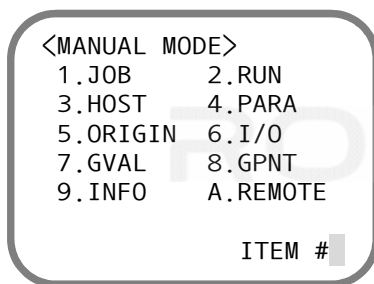 <MANUAL MODE>
1.JOB 2.RUN
3.HOST 4.PARA
5.ORIGIN 6.I/O
7.GVAL 8.GPNT
9.INFO A.REMOTE
ITEM #